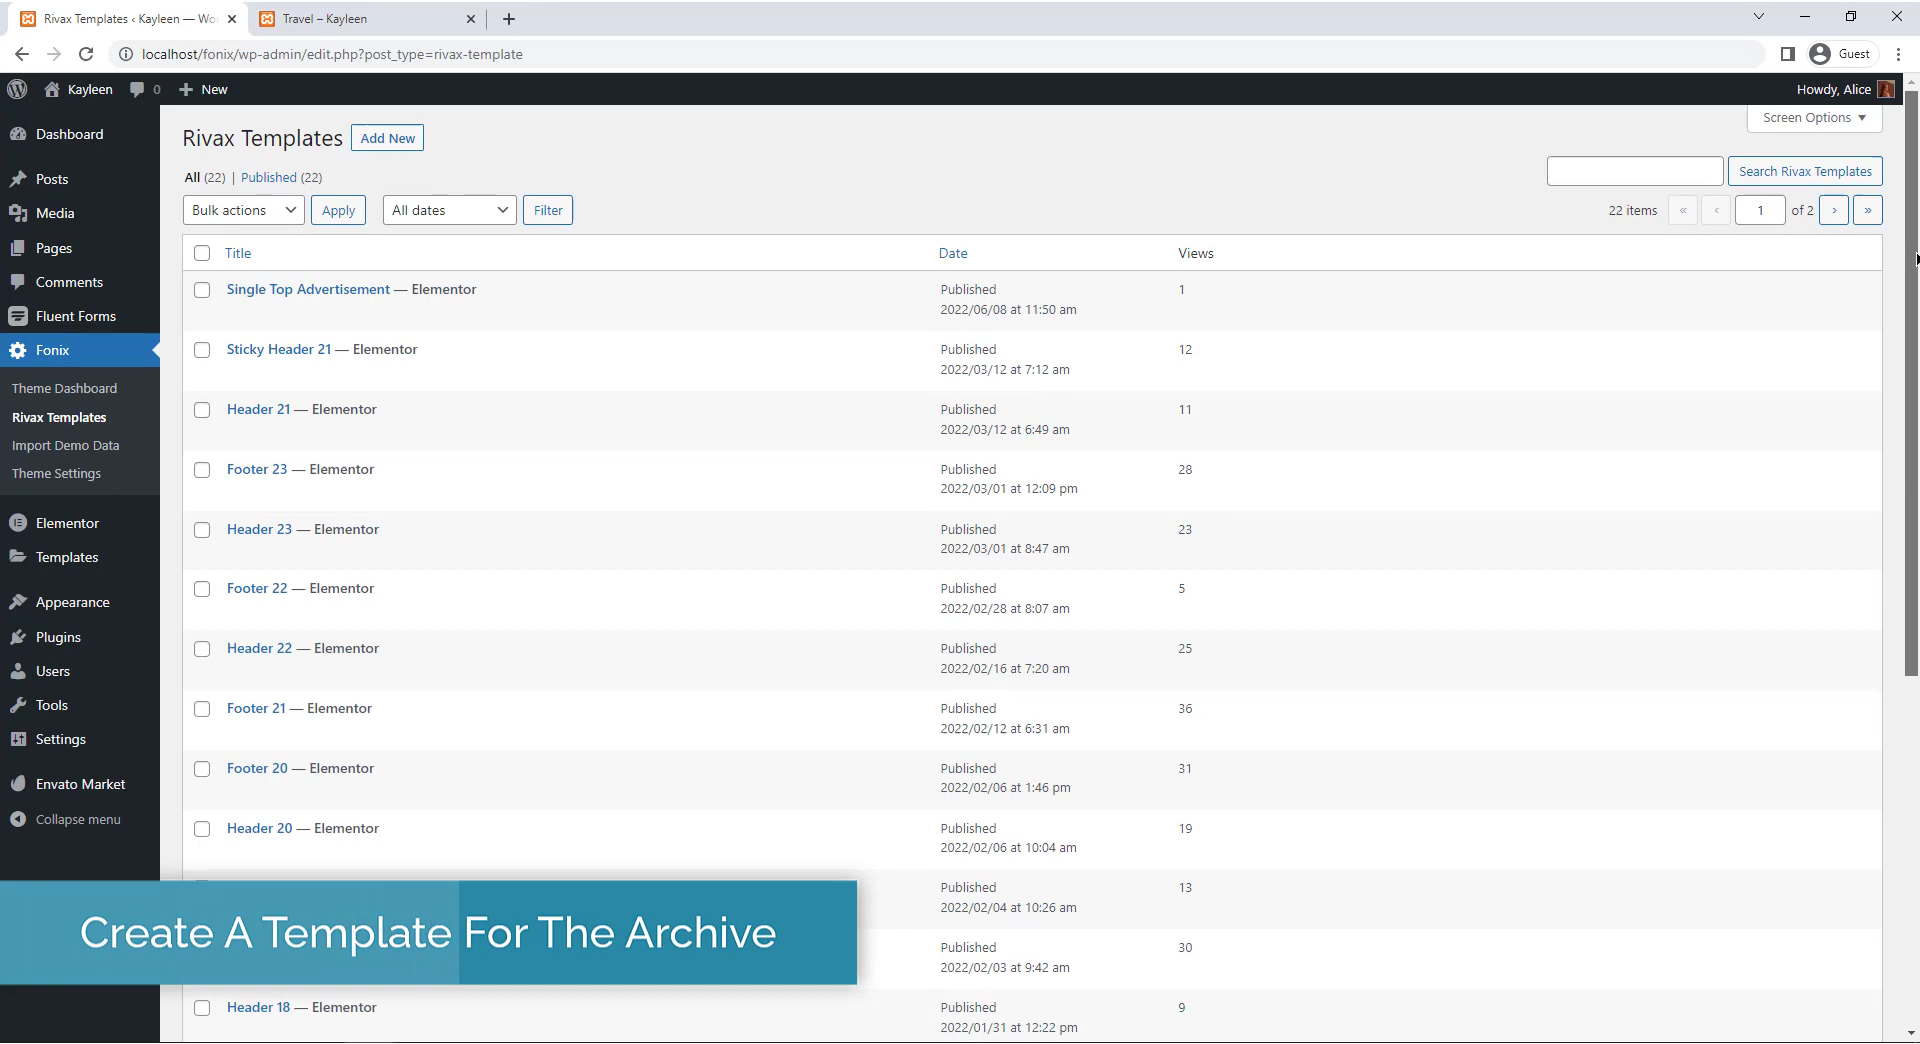 Rivax Templates ‹ Kayleen — Wo
Travel – Kayleen
localhost/fonix/wp-admin/edit.php?post_type=rivax-template
Guest
Kayleen
0
New
Howdy, Alice
Dashboard
Posts
Media
Pages
Comments
Fluent Forms
Fonix
Theme Dashboard
Rivax Templates
Import Demo Data
Theme Settings
Elementor
Templates
Appearance
Plugins
Users
Tools
Settings
Envato Market
Collapse menu
Rivax Templates
Add New
Screen Options
All (22) | Published (22)
Search Rivax Templates
Bulk actions
Apply
All dates
Filter
22 items « ‹ 1 of 2 › »
Title Date Views
Single Top Advertisement — Elementor Published 1
2022/06/08 at 11:50 am
Sticky Header 21 — Elementor Published 12
2022/03/12 at 7:12 am
Header 21 — Elementor Published 11
2022/03/12 at 6:49 am
Footer 23 — Elementor Published 28
2022/03/01 at 12:09 pm
Header 23 — Elementor Published 23
2022/03/01 at 8:47 am
Footer 22 — Elementor Published 5
2022/02/28 at 8:07 am
Header 22 — Elementor Published 25
2022/02/16 at 7:20 am
Footer 21 — Elementor Published 36
2022/02/12 at 6:31 am
Footer 20 — Elementor Published 31
2022/02/06 at 1:46 pm
Header 20 — Elementor Published 19
2022/02/06 at 10:04 am
Published 13
2022/02/04 at 10:26 am
Published 30
2022/02/03 at 9:42 am
Header 18 — Elementor Published 9
2022/01/31 at 12:22 pm
Create A Template For The Archive